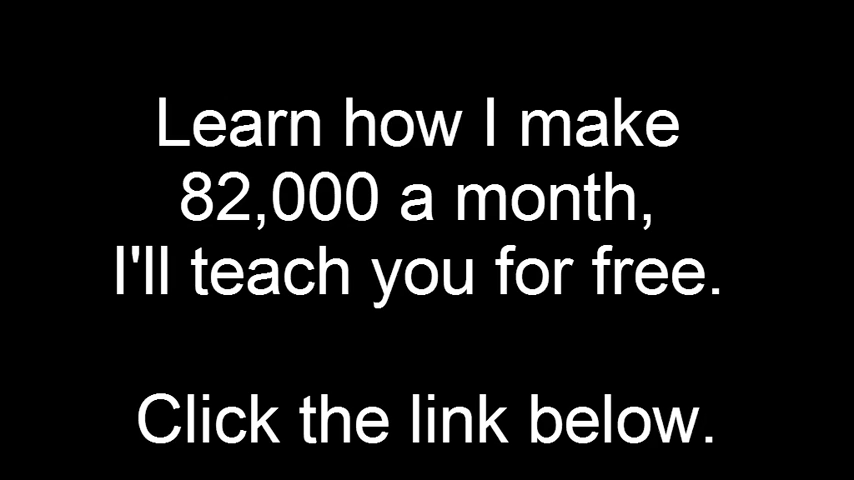 Learn how I make
82,000 a month,
I'll teach you for free.
Click the link below.